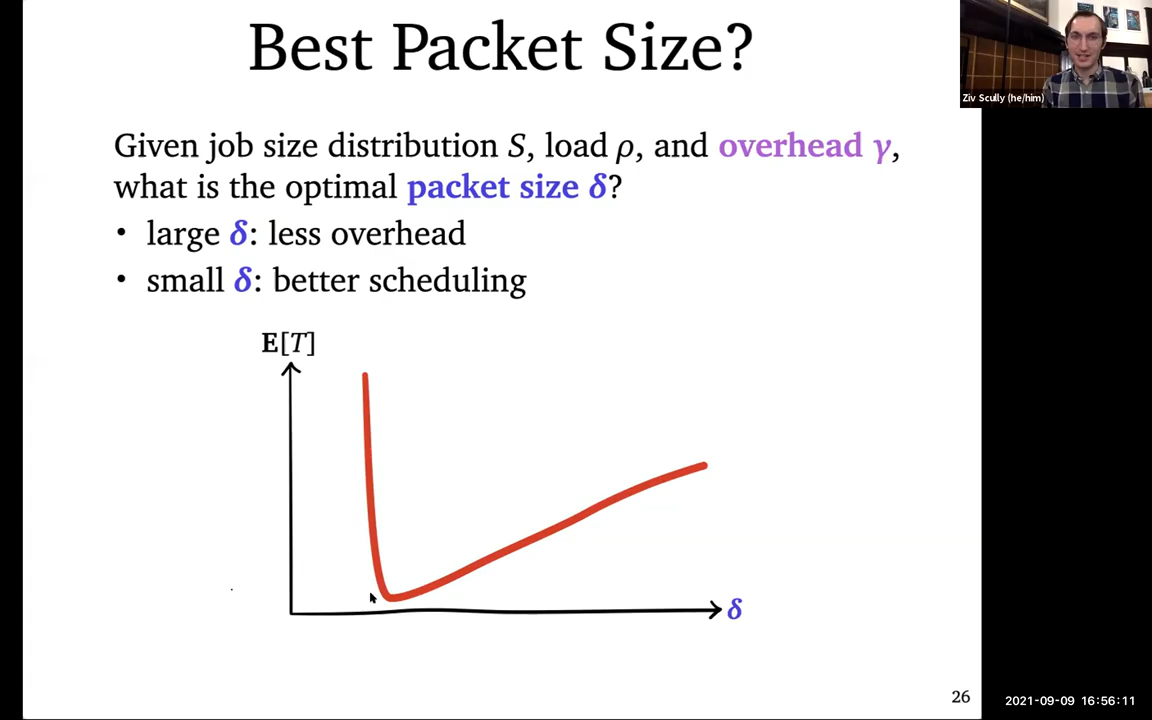 Best Packet Size?
Ziv Scully (he/him)
Given job size distribution S, load ρ, and overhead γ,
what is the optimal packet size δ?
• large δ: less overhead
• small δ: better scheduling
E[T]
δ
26
2021-09-09 16:56:11